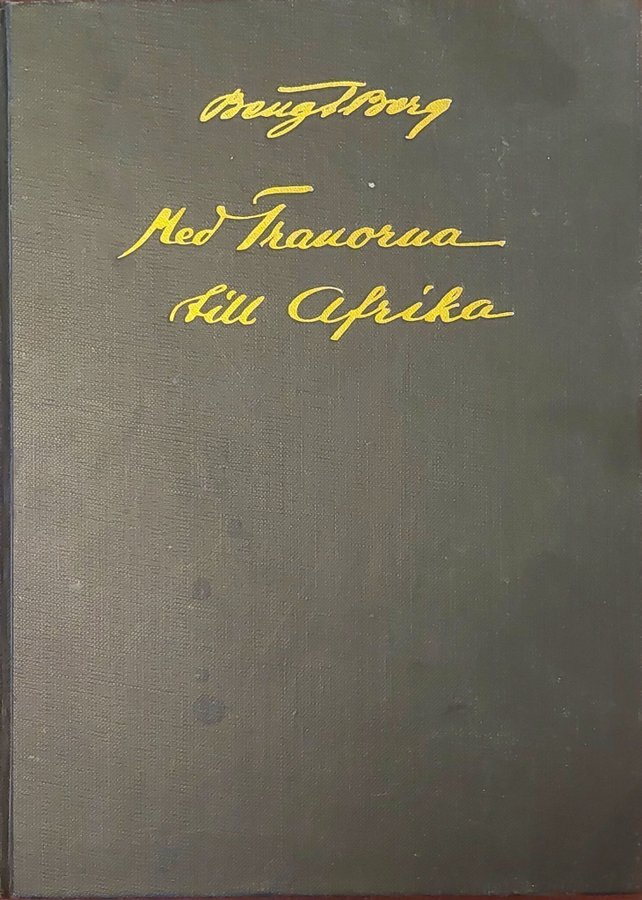 Bengt Berg
Med Tranorna
till Afrika